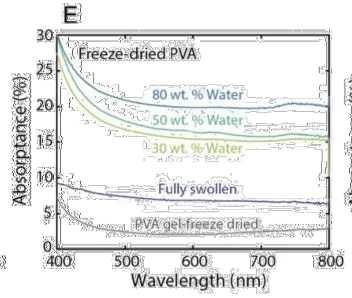 E
Freeze-dried PVA
80 wt. % Water
50 wt. % Water
30 wt. % Water
Fully swollen
PVA gel freeze dried
Absorptance (%)
30
25
20
15
10
5
0
400 500 600 700 800
Wavelength (nm)